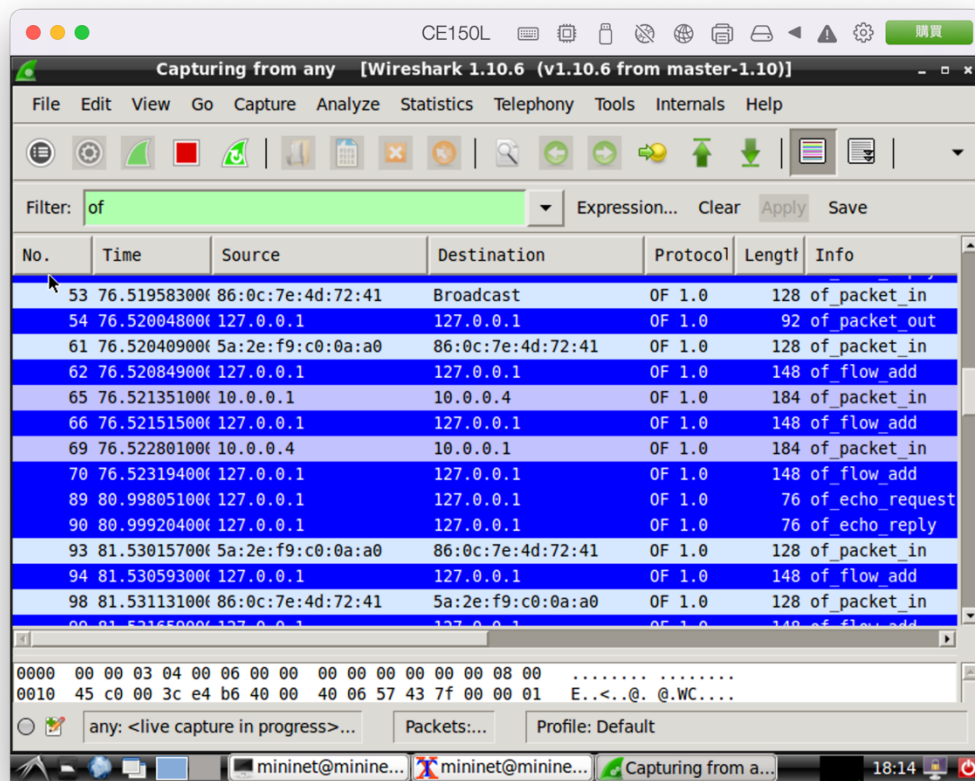 CE150L 購買
Capturing from any [Wireshark 1.10.6 (v1.10.6 from master-1.10)]
File Edit View Go Capture Analyze Statistics Telephony Tools Internals Help
Filter: of Expression... Clear Apply Save
No. Time Source Destination Protocol Length Info
53 76.519583000 86:0c:7e:4d:72:41 Broadcast OF 1.0 128 of_packet_in
54 76.520048000 127.0.0.1 127.0.0.1 OF 1.0 92 of_packet_out
61 76.520409000 5a:2e:f9:c0:0a:a0 86:0c:7e:4d:72:41 OF 1.0 128 of_packet_in
62 76.520849000 127.0.0.1 127.0.0.1 OF 1.0 148 of_flow_add
65 76.521351000 10.0.0.1 10.0.0.4 OF 1.0 184 of_packet_in
66 76.521515000 127.0.0.1 127.0.0.1 OF 1.0 148 of_flow_add
69 76.522801000 10.0.0.4 10.0.0.1 OF 1.0 184 of_packet_in
70 76.523194000 127.0.0.1 127.0.0.1 OF 1.0 148 of_flow_add
89 80.998051000 127.0.0.1 127.0.0.1 OF 1.0 76 of_echo_request
90 80.999204000 127.0.0.1 127.0.0.1 OF 1.0 76 of_echo_reply
93 81.530157000 5a:2e:f9:c0:0a:a0 86:0c:7e:4d:72:41 OF 1.0 128 of_packet_in
94 81.530593000 127.0.0.1 127.0.0.1 OF 1.0 148 of_flow_add
98 81.531131000 86:0c:7e:4d:72:41 5a:2e:f9:c0:0a:a0 OF 1.0 128 of_packet_in
0000 00 00 03 04 00 06 00 00 00 00 00 00 00 00 08 00 ........ ........
0010 45 c0 00 3c e4 b6 40 00 40 06 57 43 7f 00 00 01 E..<..@. @.WC....
any: <live capture in progress>... Packets:... Profile: Default
mininet@minine... mininet@minine... Capturing from a... 18:14